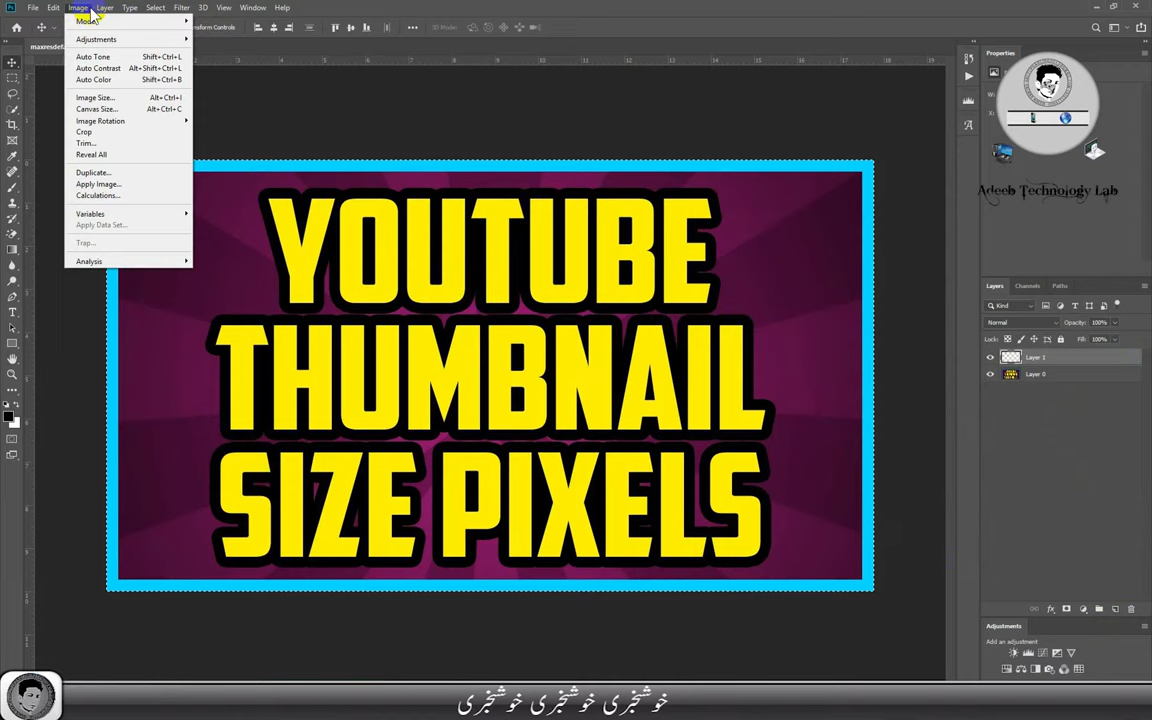 Ps File Edit Image Layer Type Select Filter 3D View Window Help
Mode
Adjustments
Auto Tone Shift+Ctrl+L
Auto Contrast Alt+Shift+Ctrl+L
Auto Color Shift+Ctrl+B
Image Size... Alt+Ctrl+I
Canvas Size... Alt+Ctrl+C
Image Rotation
Crop
Trim...
Reveal All
Duplicate...
Apply Image...
Calculations...
Variables
Apply Data Set...
Trap...
Analysis
YOUTUBE
THUMBNAIL
SIZE PIXELS
Properties
Adeeb Technology Lab
Layers Channels Paths
Kind
Normal Opacity: 100%
Lock: Fill: 100%
Layer 1
Layer 0
Adjustments
Add an adjustment
خوشخبری خوشخبری خوشخبری